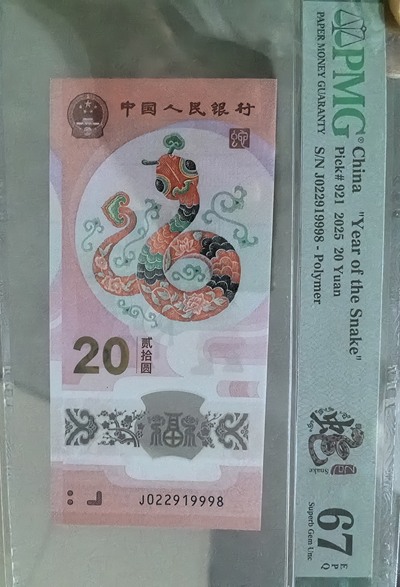 中国人民银行
20
贰拾圆
福
J022919998
PMG®
PAPER MONEY GUARANTY
China "Year of the Snake"
Pick# 921 2025 20 Yuan
S/N J022919998 - Polymer
Snake
67 EPQ
Superb Gem Unc